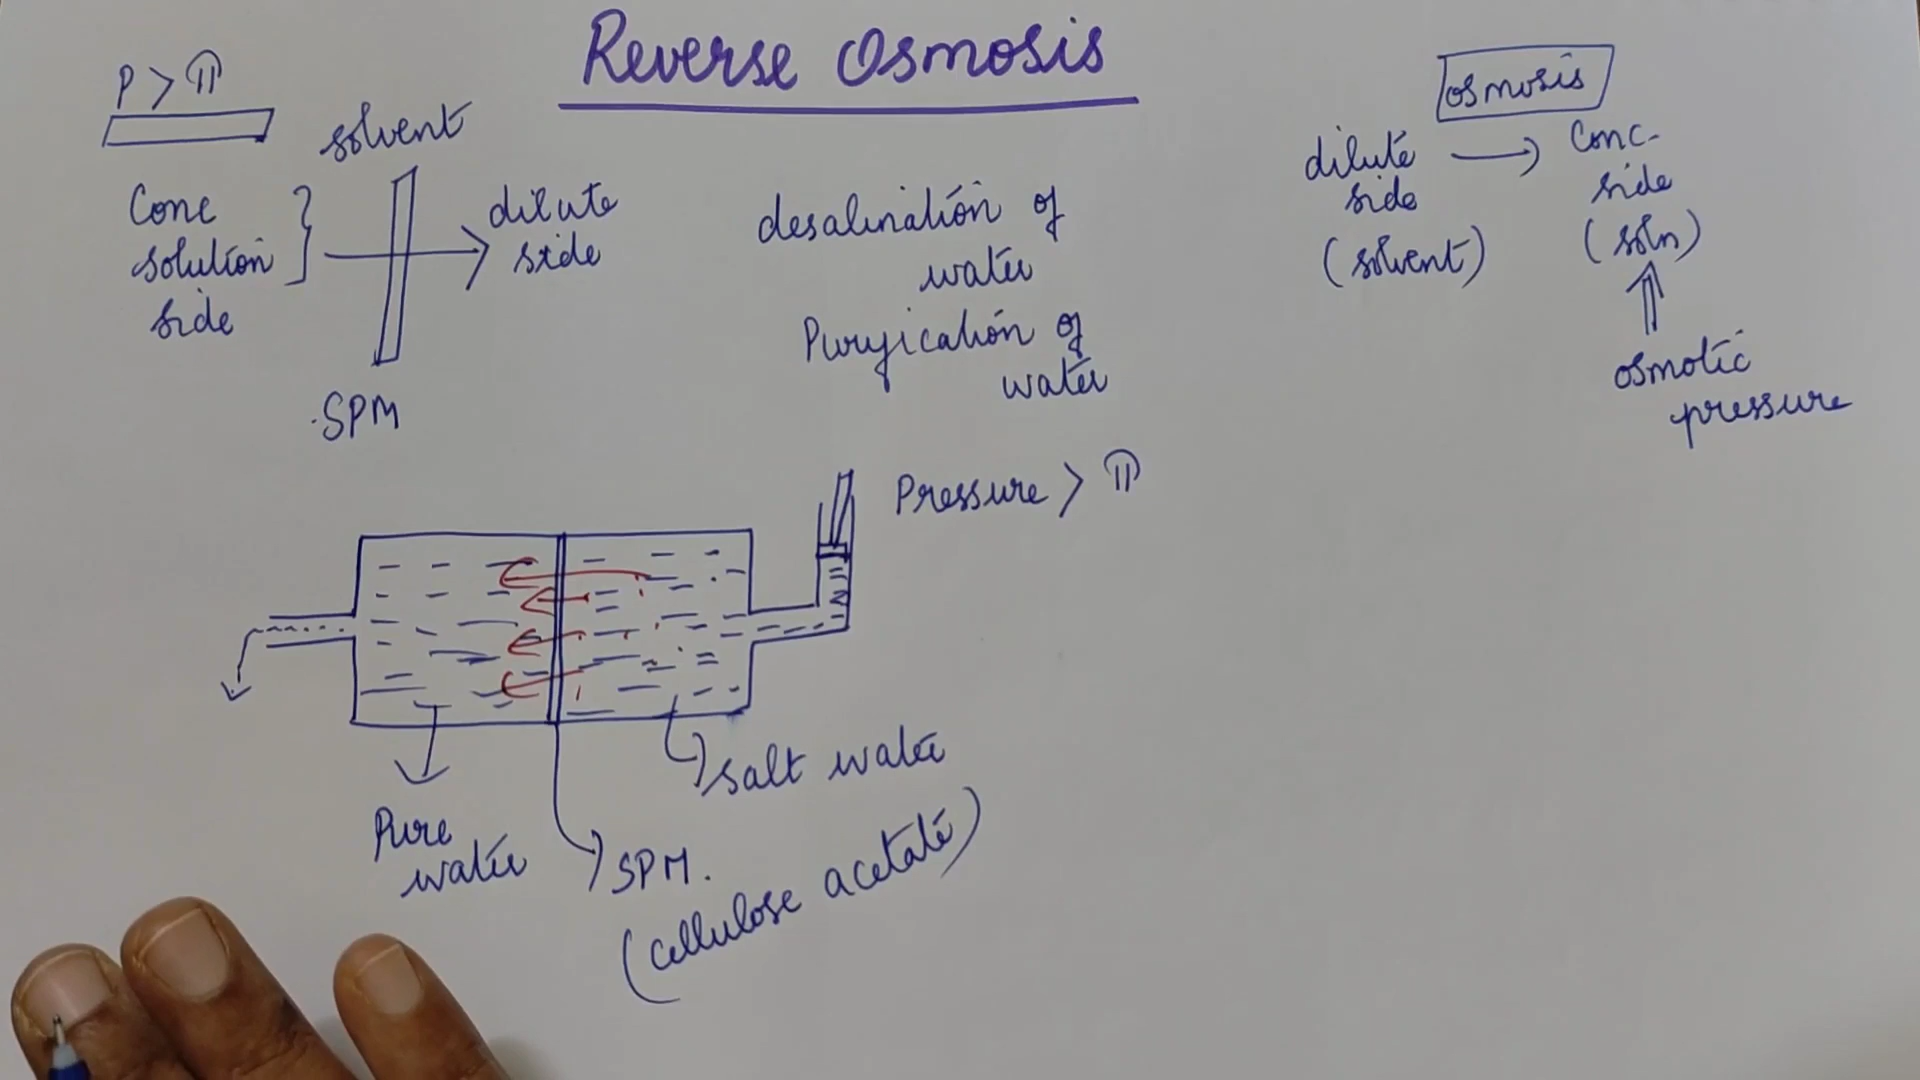 Reverse Osmosis
P > π
solvent
Conc
solution
side
dilute
side
SPM
desalination of
water
Purification of
water
osmosis
dilute
side
(solvent)
Conc-
side
(soln)
osmotic
pressure
Pressure > π
salt water
Pure
water
SPM.
(cellulose acetate)